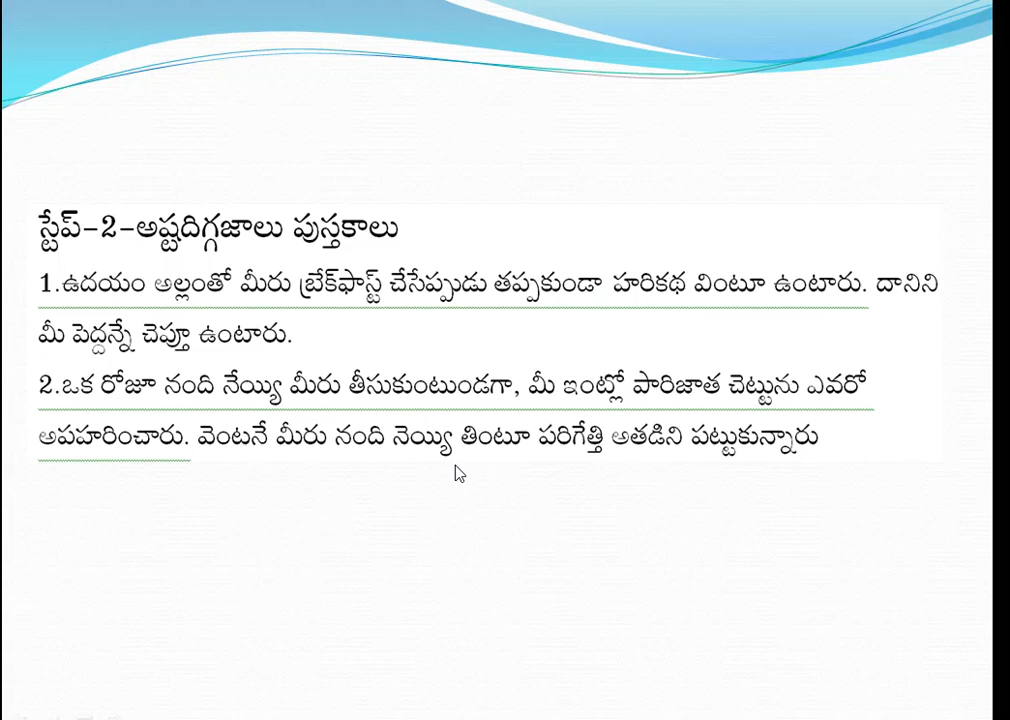 స్టేప్-2-అష్టదిగ్గజాలు పుస్తకాలు
1.ఉదయం అల్లంతో మీరు బ్రేక్‌ఫాస్ట్ చేసేప్పుడు తప్పకుండా హరికథ వింటూ ఉంటారు. దానిని
మీ పెద్దన్నే చెప్తూ ఉంటారు.
2.ఒక రోజూ నంది నేయ్యి మీరు తీసుకుంటుండగా, మీ ఇంట్లో పారిజాత చెట్టును ఎవరో
అపహరించారు. వెంటనే మీరు నంది నెయ్యి తింటూ పరిగేత్తి అతడిని పట్టుకున్నారు